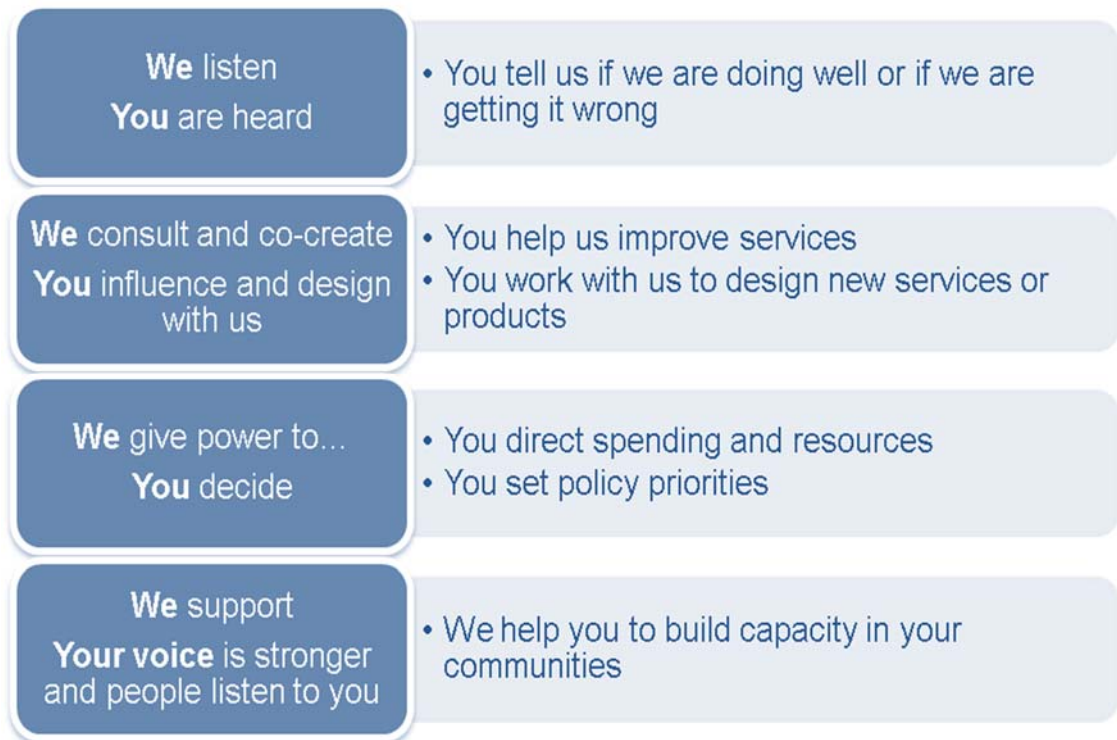 We listen
You are heard
• You tell us if we are doing well or if we are
getting it wrong
We consult and co-create
You influence and design
with us
• You help us improve services
• You work with us to design new services or
products
We give power to...
You decide
• You direct spending and resources
• You set policy priorities
We support
Your voice is stronger
and people listen to you
• We help you to build capacity in your
communities